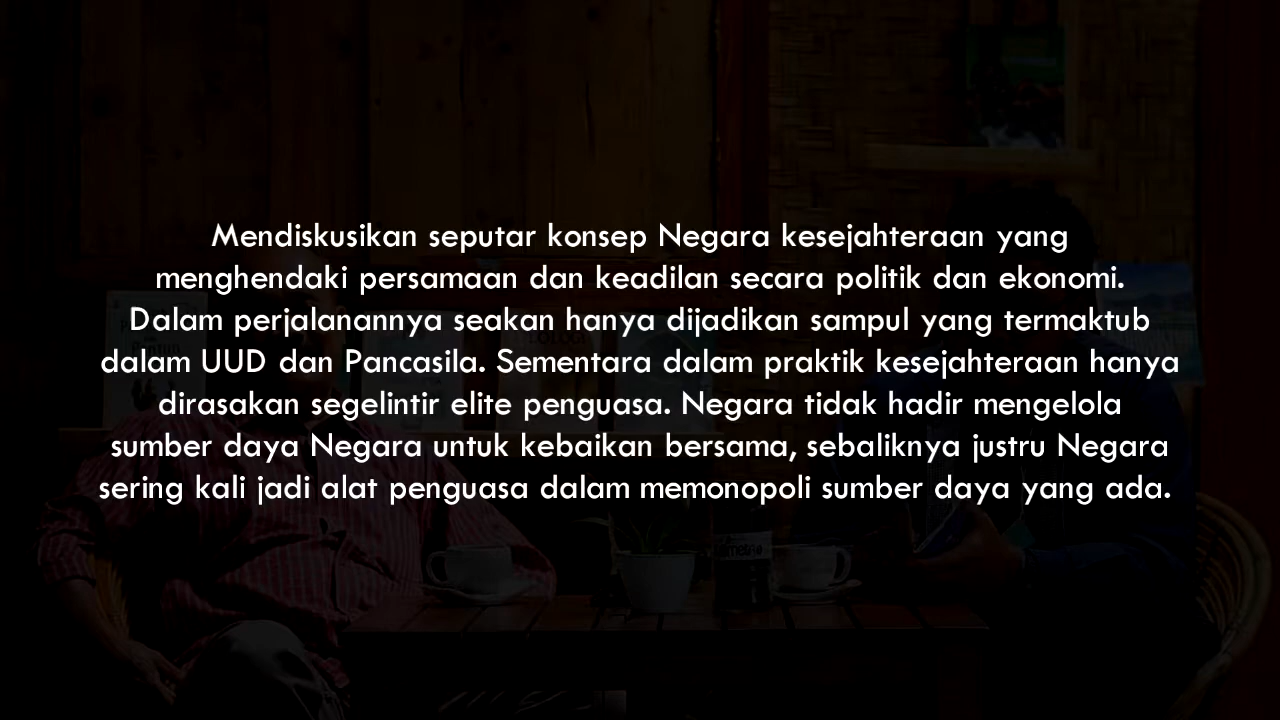 Mendiskusikan seputar konsep Negara kesejahteraan yang
menghendaki persamaan dan keadilan secara politik dan ekonomi.
Dalam perjalanannya seakan hanya dijadikan sampul yang termaktub
dalam UUD dan Pancasila. Sementara dalam praktik kesejahteraan hanya
dirasakan segelintir elite penguasa. Negara tidak hadir mengelola
sumber daya Negara untuk kebaikan bersama, sebaliknya justru Negara
sering kali jadi alat penguasa dalam memonopoli sumber daya yang ada.